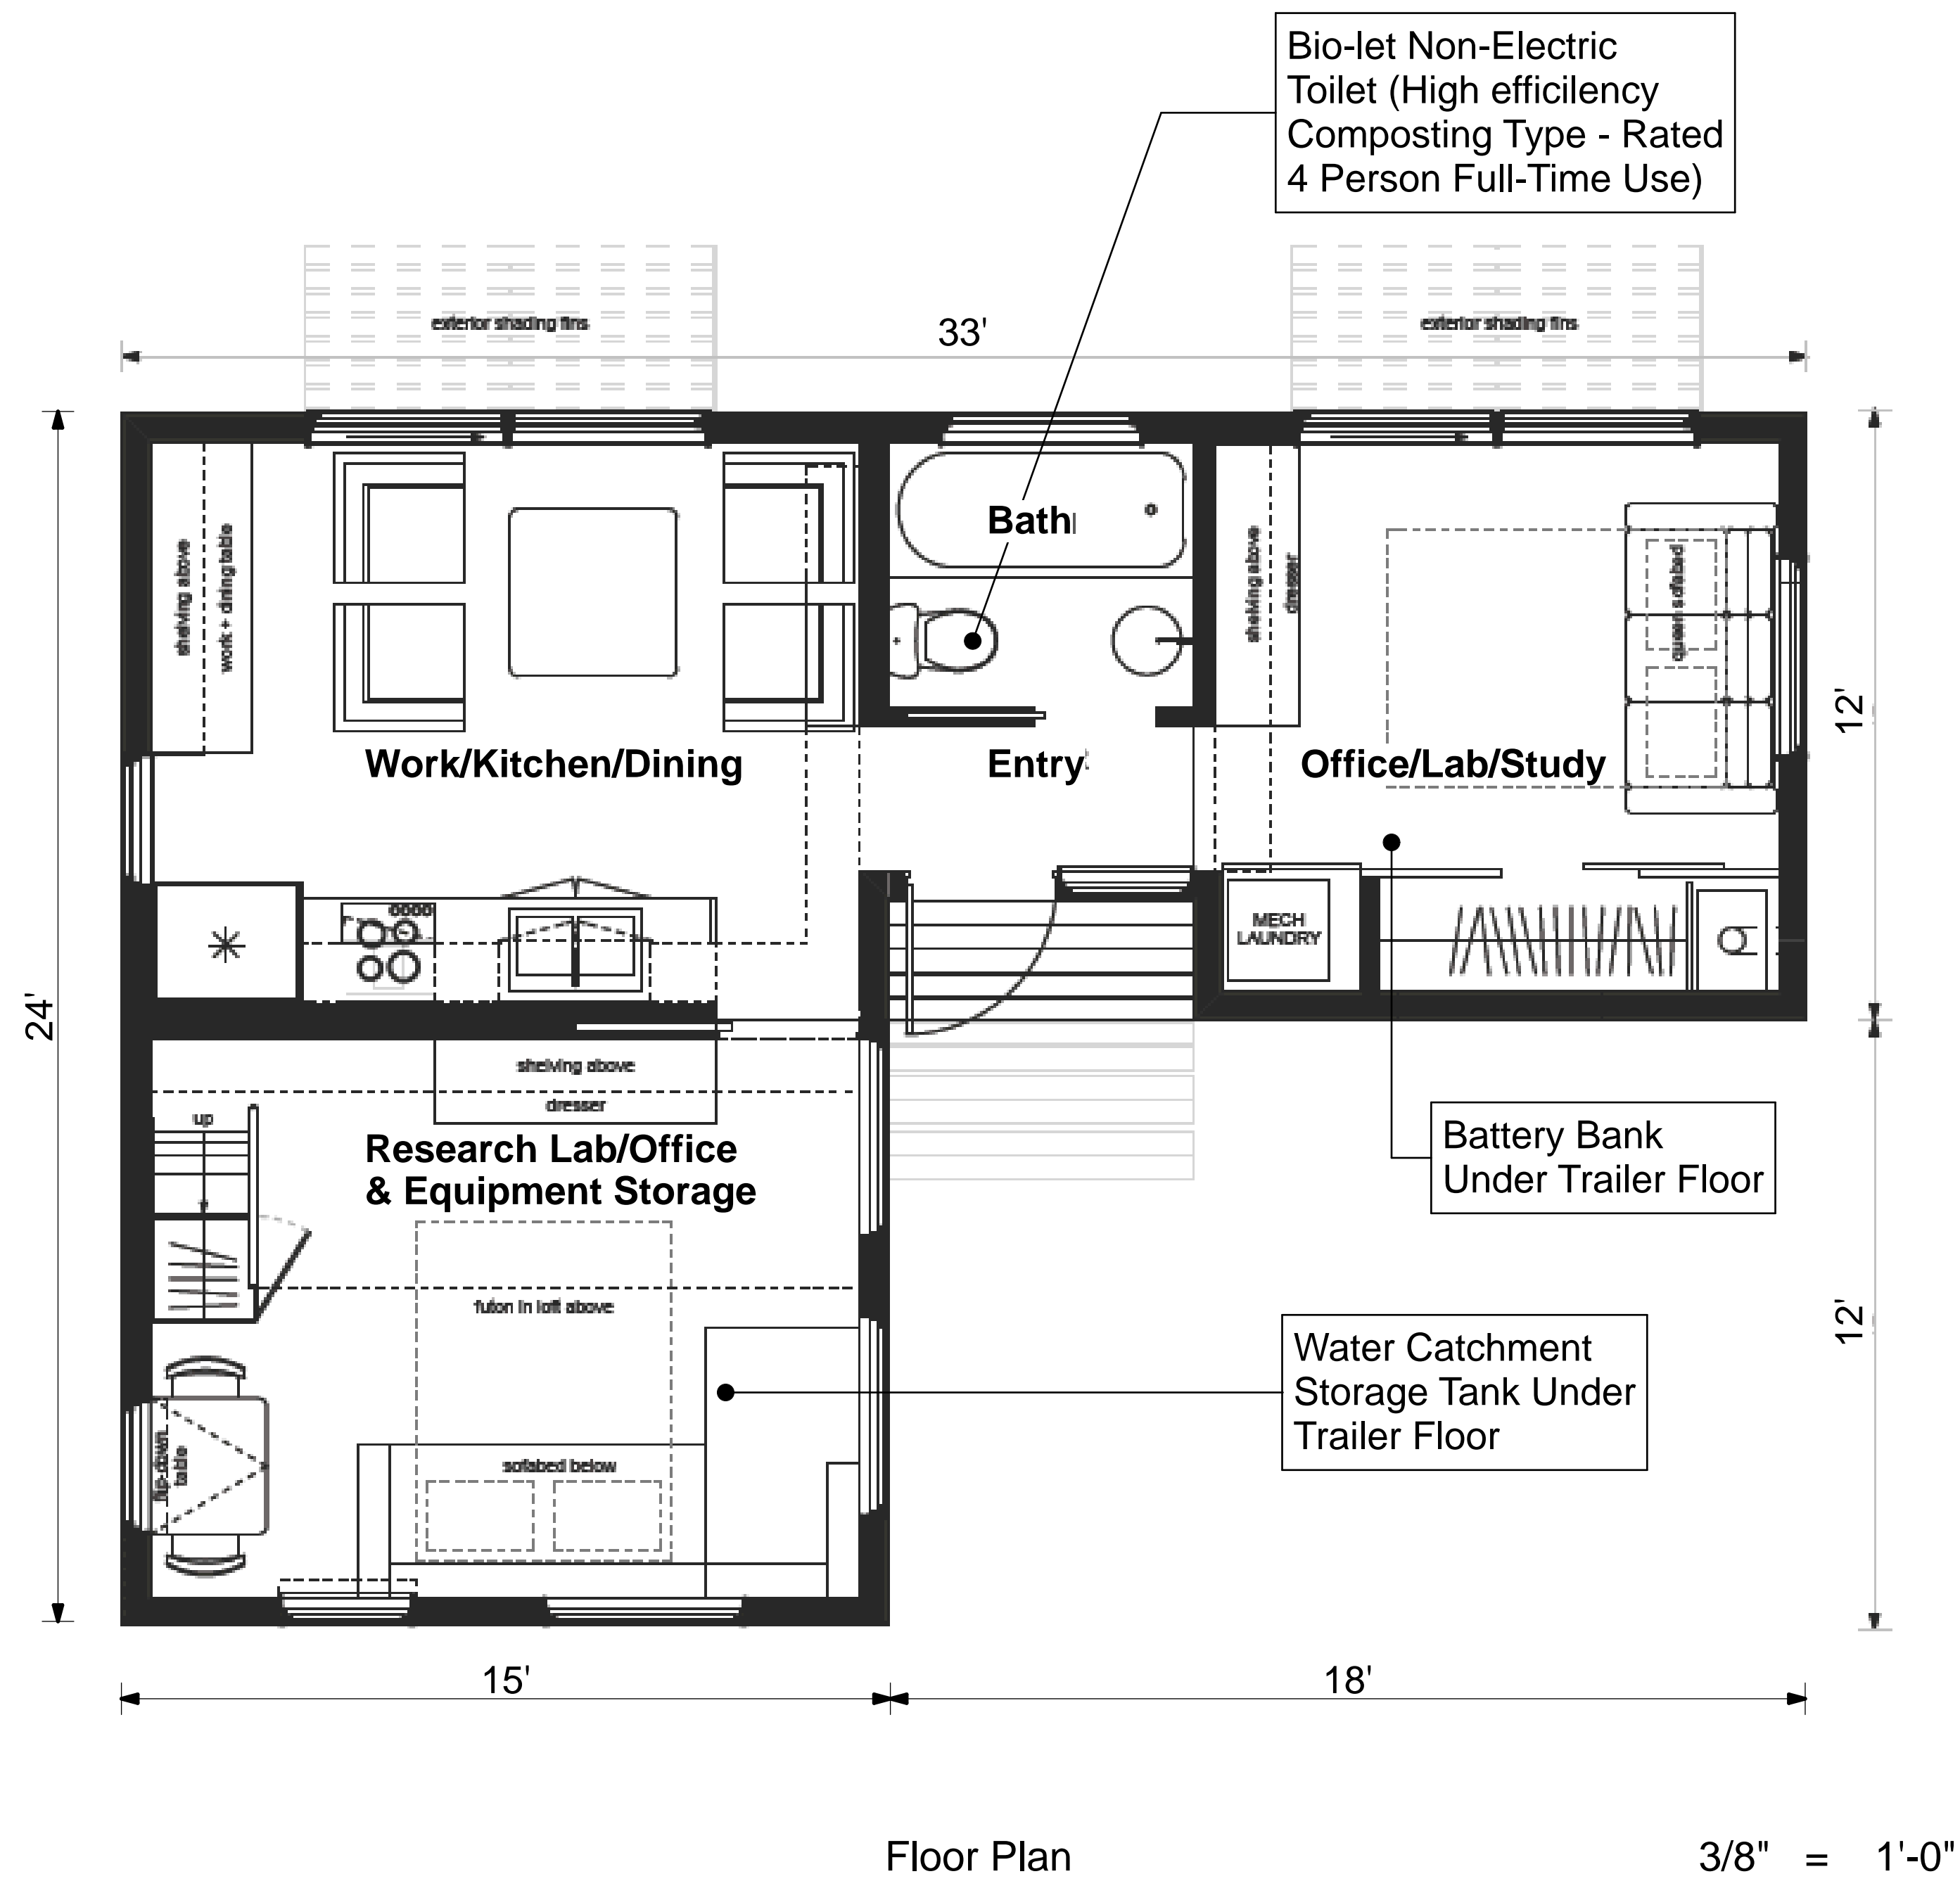 Bio-let Non-Electric
Toilet (High efficilency
Composting Type - Rated
4 Person Full-Time Use)
exterior shading fins
33'
exterior shading fins
Bath
shelving above
work + dining table
shelving above
dresser
queen sofabed
12'
Work/Kitchen/Dining
Entry
Office/Lab/Study
MECH
LAUNDRY
24'
shelving above
dresser
up
Research Lab/Office
& Equipment Storage
Battery Bank
Under Trailer Floor
futon in loft above
12'
Water Catchment
Storage Tank Under
Trailer Floor
flip-down
table
sofabed below
15'
18'
Floor Plan
3/8" = 1'-0"